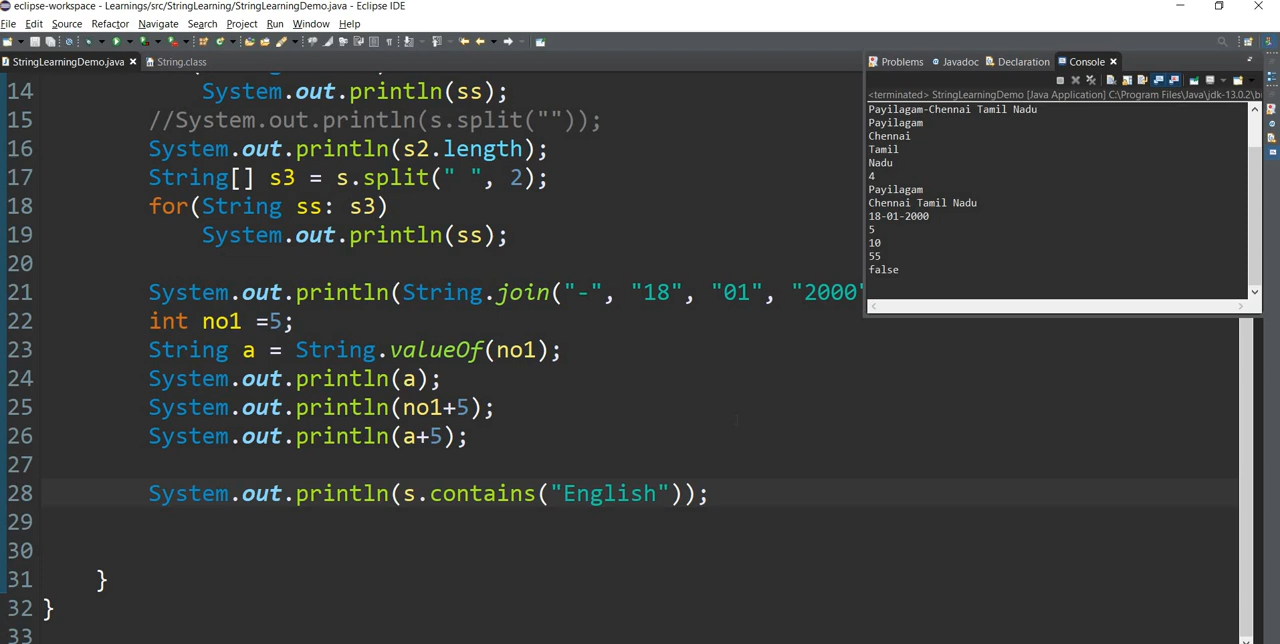 eclipse-workspace - Learnings/src/StringLearning/StringLearningDemo.java - Eclipse IDE
File Edit Source Refactor Navigate Search Project Run Window Help
StringLearningDemo.java String.class
14 System.out.println(ss);
15 //System.out.println(s.split(""));
16 System.out.println(s2.length);
17 String[] s3 = s.split(" ", 2);
18 for(String ss: s3)
19 System.out.println(ss);
20
21 System.out.println(String.join("-", "18", "01", "2000"
22 int no1 =5;
23 String a = String.valueOf(no1);
24 System.out.println(a);
25 System.out.println(no1+5);
26 System.out.println(a+5);
27
28 System.out.println(s.contains("English"));
29
30
31 }
32 }
33
Problems Javadoc Declaration Console
<terminated> StringLearningDemo [Java Application] C:\Program Files\Java\jdk-13.0.2\bi
Payilagam-Chennai Tamil Nadu
Payilagam
Chennai
Tamil
Nadu
4
Payilagam
Chennai Tamil Nadu
18-01-2000
5
10
55
false